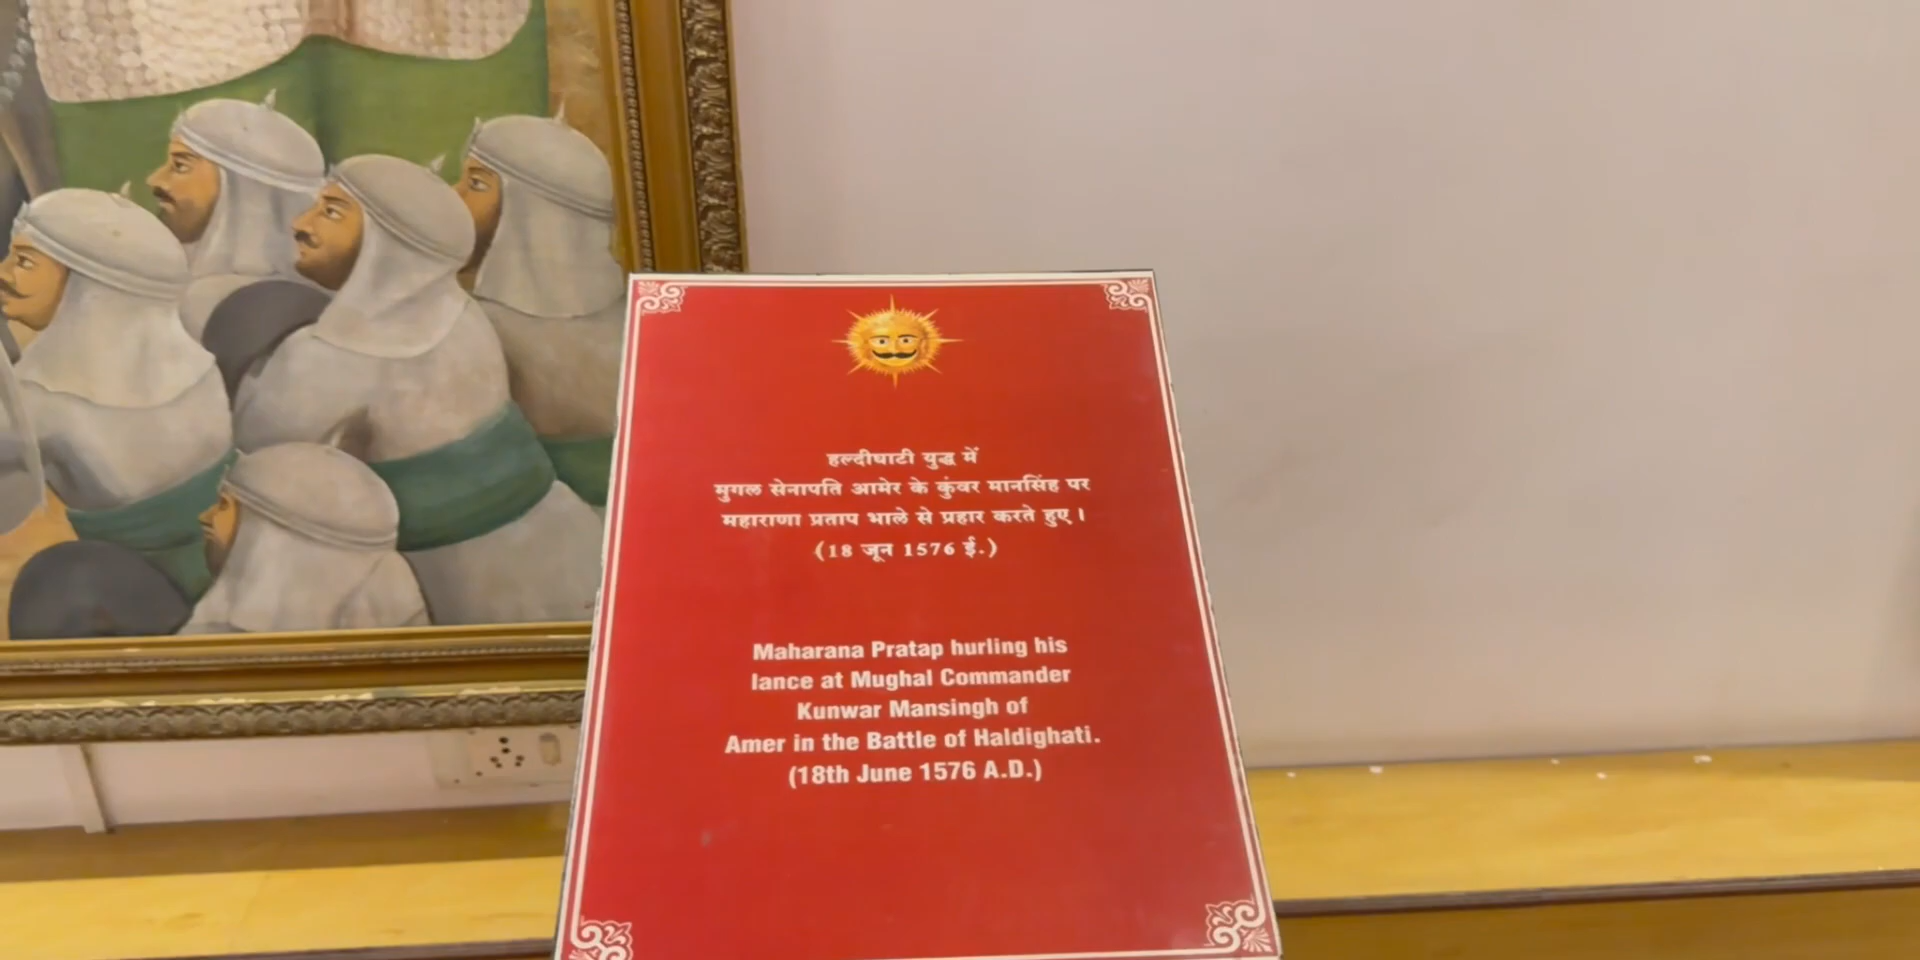 हल्दीघाटी युद्ध में
मुगल सेनापति आमेर के कुंवर मानसिंह पर
महाराणा प्रताप भाले से प्रहार करते हुए।
(18 जून 1576 ई.)
Maharana Pratap hurling his
lance at Mughal Commander
Kunwar Mansingh of
Amer in the Battle of Haldighati.
(18th June 1576 A.D.)